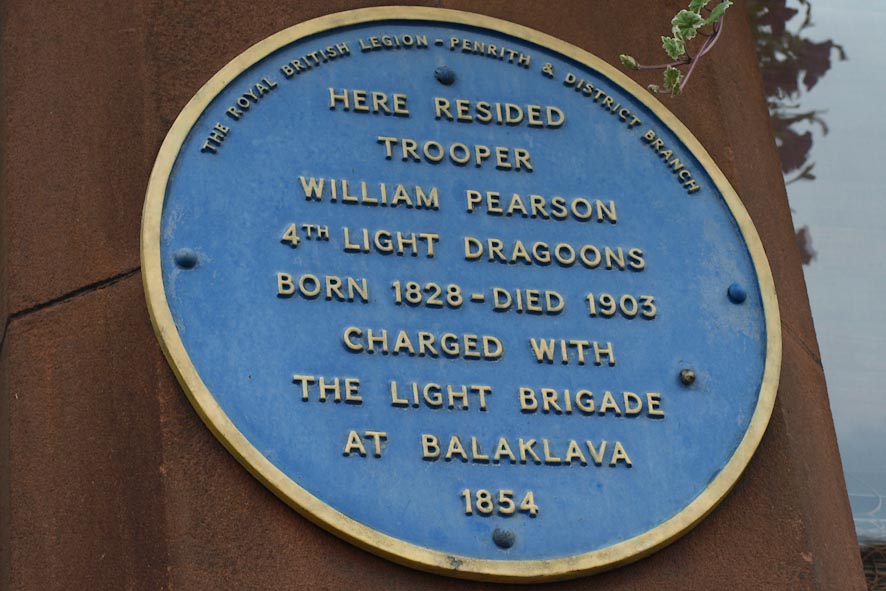 THE ROYAL BRITISH LEGION - PENRITH & DISTRICT BRANCH
HERE RESIDED
TROOPER
WILLIAM PEARSON
4TH LIGHT DRAGOONS
BORN 1828 - DIED 1903
CHARGED WITH
THE LIGHT BRIGADE
AT BALAKLAVA
1854